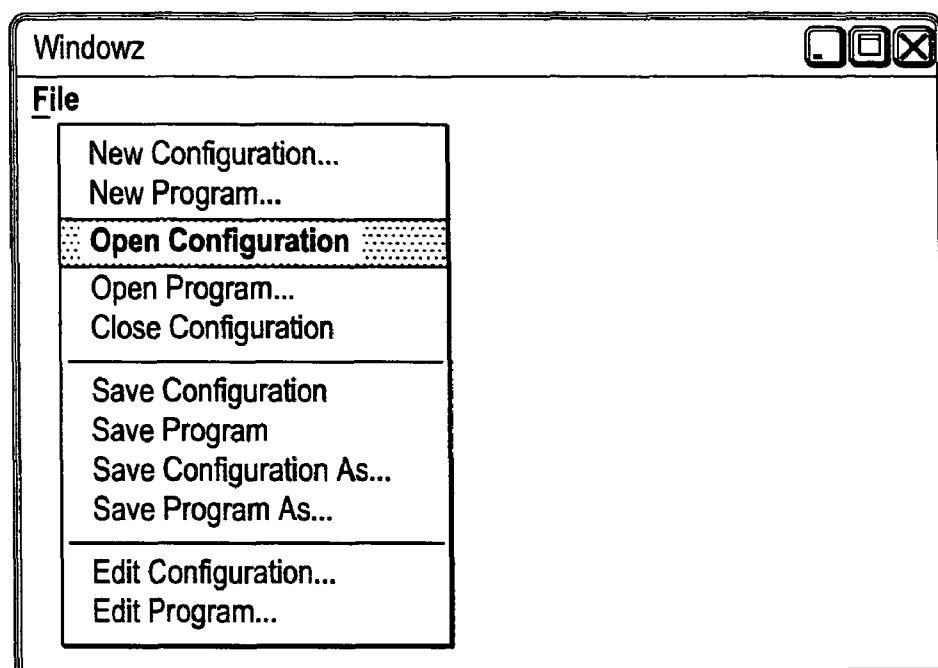 Windowz
File
New Configuration...
New Program...
Open Configuration
Open Program...
Close Configuration
Save Configuration
Save Program
Save Configuration As...
Save Program As...
Edit Configuration...
Edit Program...